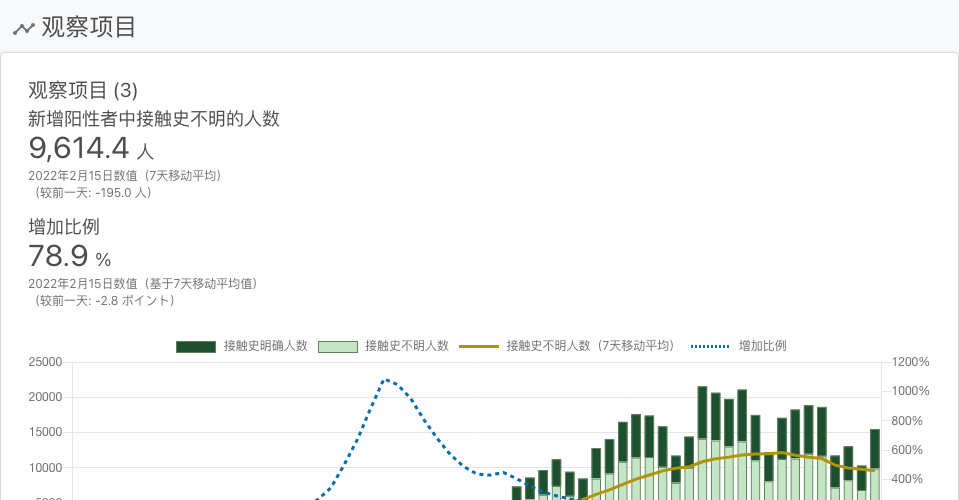 观察项目
观察项目 (3)
新增阳性者中接触史不明的人数
9,614.4 人
2022年2月15日数值（7天移动平均）
（较前一天: -195.0 人）
增加比例
78.9 %
2022年2月15日数值（基于7天移动平均值）
（较前一天: -2.8 ポイント）
接触史明确人数 接触史不明人数 接触史不明人数（7天移动平均） 增加比例
25000 1200%
20000 1000%
15000 800%
10000 600%
400%